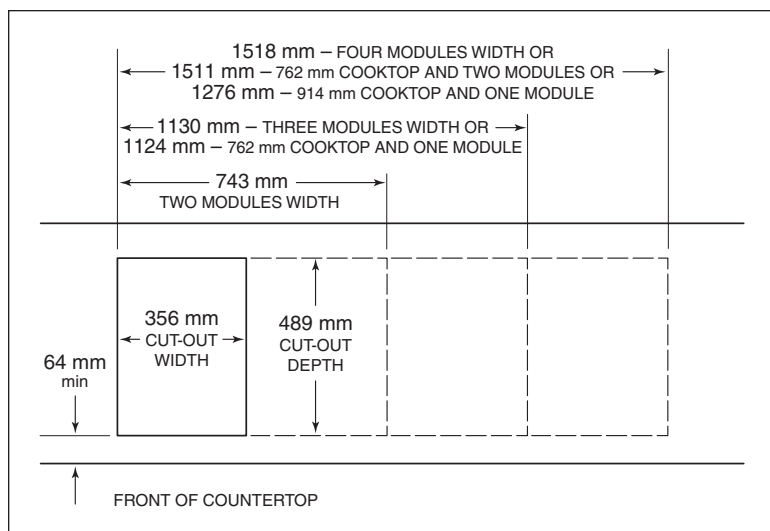 1518 mm – FOUR MODULES WIDTH OR
1511 mm – 762 mm COOKTOP AND TWO MODULES OR
1276 mm – 914 mm COOKTOP AND ONE MODULE
1130 mm – THREE MODULES WIDTH OR
1124 mm – 762 mm COOKTOP AND ONE MODULE
743 mm
TWO MODULES WIDTH
356 mm
CUT-OUT
WIDTH
489 mm
CUT-OUT
DEPTH
64 mm
min
FRONT OF COUNTERTOP